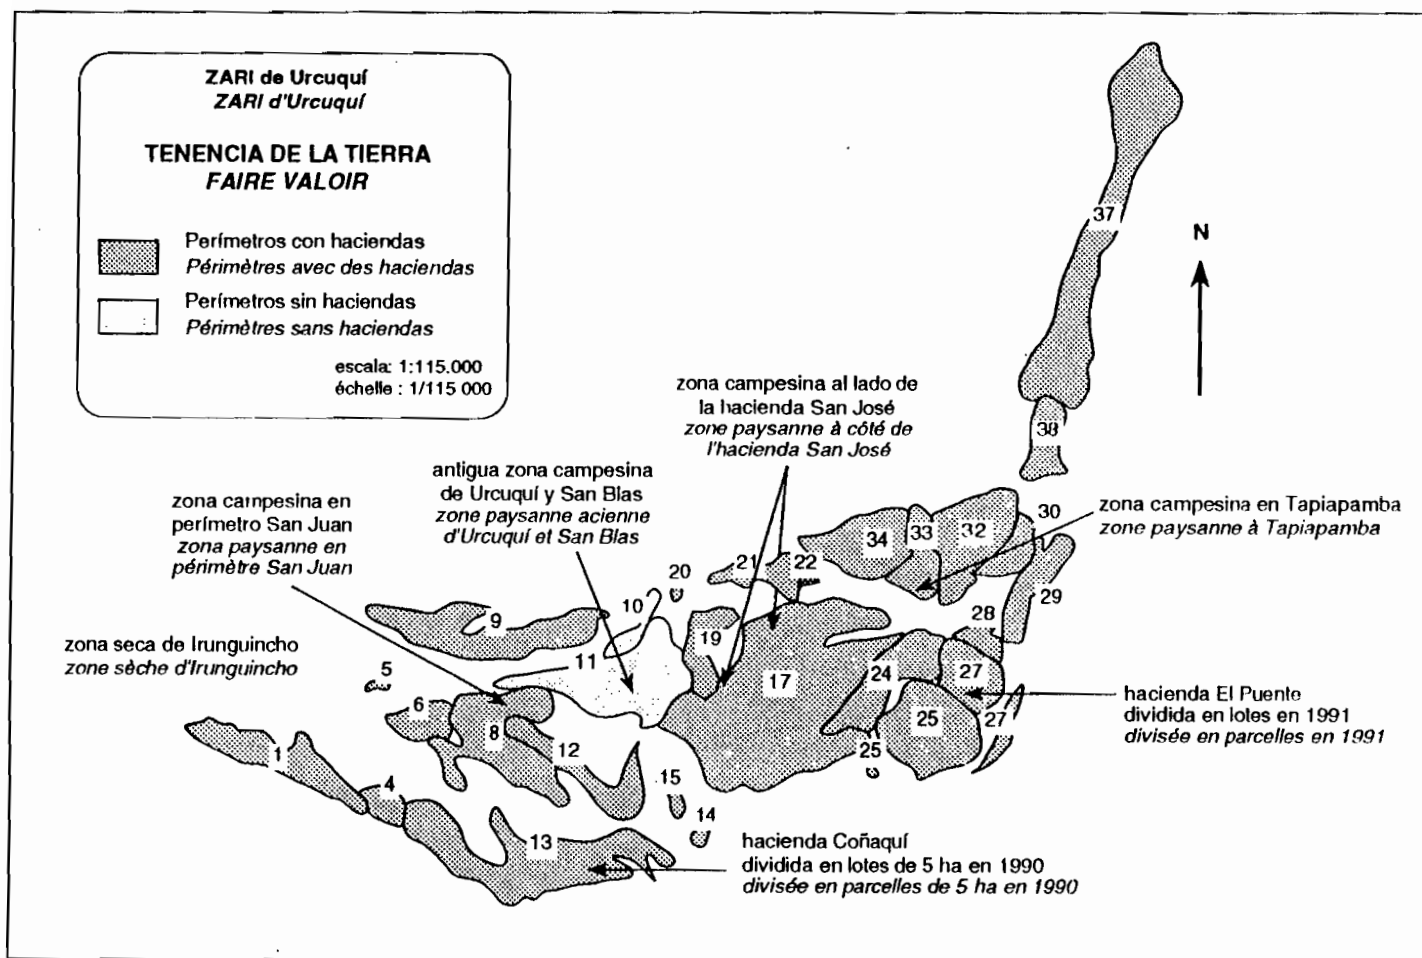 ZARI de Urcuquí
ZARI d'Urcuquí
TENENCIA DE LA TIERRA
FAIRE VALOIR
Perímetros con haciendas
Périmètres avec des haciendas
Perímetros sin haciendas
Périmètres sans haciendas
escala: 1:115.000
échelle : 1/115 000
N
37
38
zona campesina al lado de
la hacienda San José
zone paysanne à côté de
l'hacienda San José
antigua zona campesina
de Urcuquí y San Blas
zone paysanne acienne
d'Urcuquí et San Blas
zona campesina en
perímetro San Juan
zona paysanne en
périmètre San Juan
zona campesina en Tapiapamba
zone paysanne à Tapiapamba
zona seca de Irunguincho
zone sèche d'Irunguincho
30
32
33
34
22
21
20
10
9
29
28
19
11
5
17
24
27
6
8
25
27
12
1
25
15
4
14
13
hacienda El Puento
dividida en lotes en 1991
divisée en parcelles en 1991
hacienda Coñaquí
dividida en lotes de 5 ha en 1990
divisée en parcelles de 5 ha en 1990